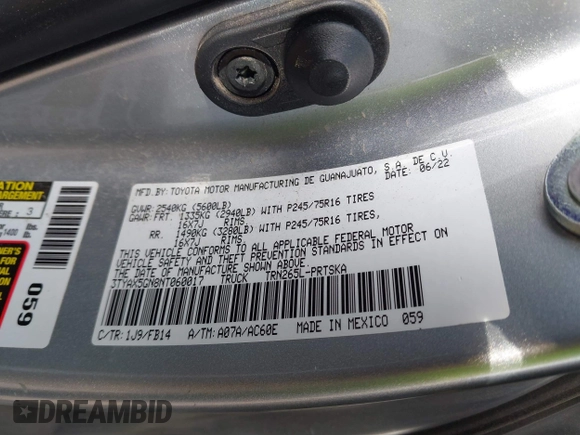 MFD.BY: TOYOTA MOTOR MANUFACTURING DE GUANAJUATO, S.A. DE C.V.
GVWR: 2540KG (5600LB) DATE: 06/22
GAWR: FRT. 1335KG (2940LB) WITH P245/75R16 TIRES
16X7J RIMS,
RR. 1490KG (3280LB) WITH P245/75R16 TIRES,
16X7J RIMS
THIS VEHICLE CONFORMS TO ALL APPLICABLE FEDERAL MOTOR
VEHICLE SAFETY AND THEFT PREVENTION STANDARDS IN EFFECT ON
THE DATE OF MANUFACTURE SHOWN ABOVE.
3TYAX5GN8NT060017 TRUCK TRN265L-PRTSKA
C/TR: 1J9/FB14 A/TM: A07A/AC60E MADE IN MEXICO 059
3
1400
059
DREAMBID